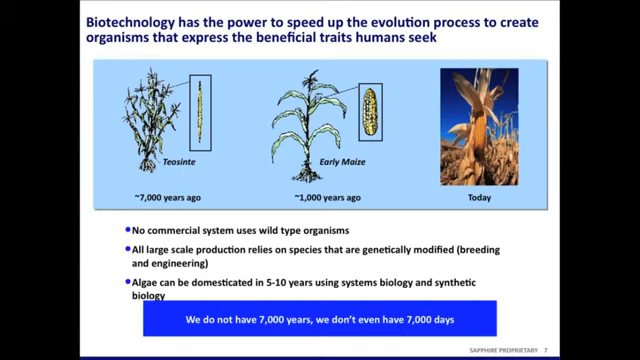 Biotechnology has the power to speed up the evolution process to create
organisms that express the beneficial traits humans seek
Teosinte
Early Maize
~7,000 years ago
~1,000 years ago
Today
•No commercial system uses wild type organisms
•All large scale production relies on species that are genetically modified (breeding
and engineering)
•Algae can be domesticated in 5-10 years using systems biology and synthetic
biology
We do not have 7,000 years, we don't even have 7,000 days
SAPPHIRE PROPRIETARY 7